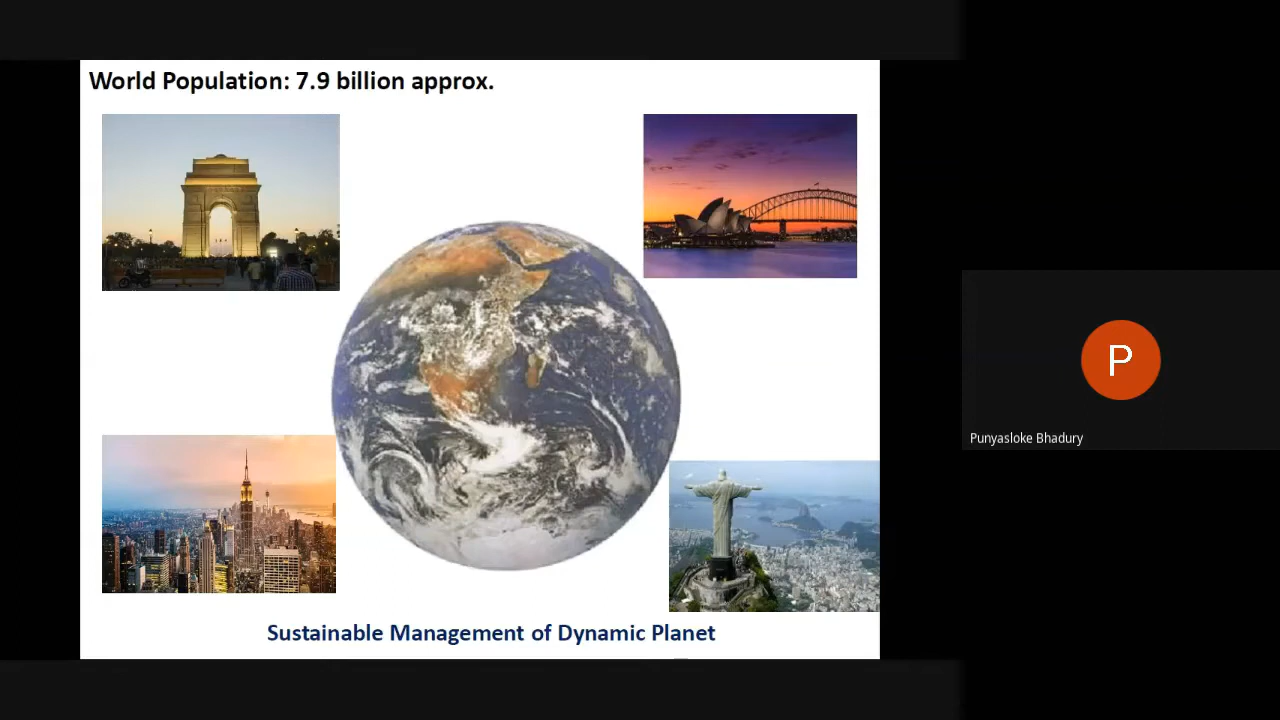 World Population: 7.9 billion approx.
P
Punyasloke Bhadury
Sustainable Management of Dynamic Planet